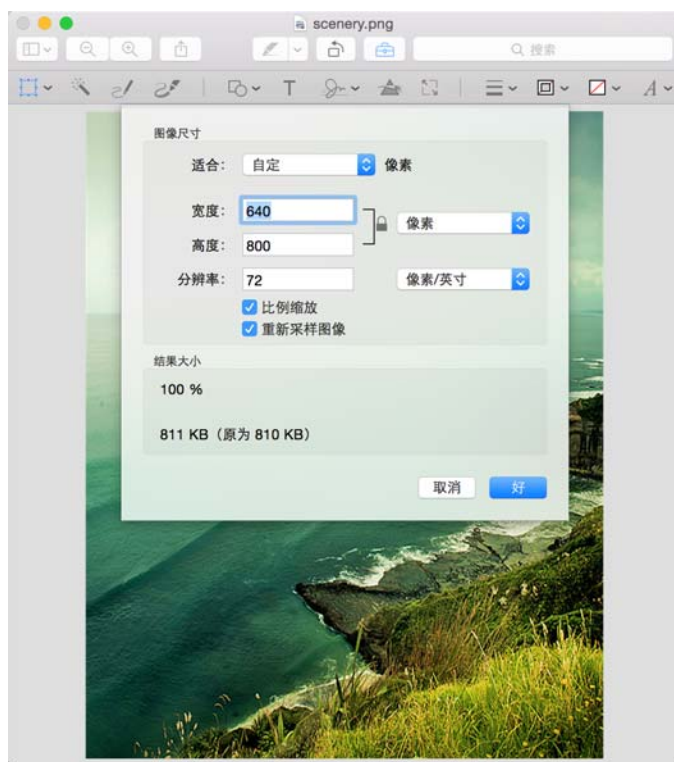 scenery.png
搜索
T
A
图像尺寸
适合: 自定 像素
宽度: 640
像素
高度: 800
分辨率: 72 像素/英寸
比例缩放
重新采样图像
结果大小
100 %
811 KB（原为 810 KB）
取消 好